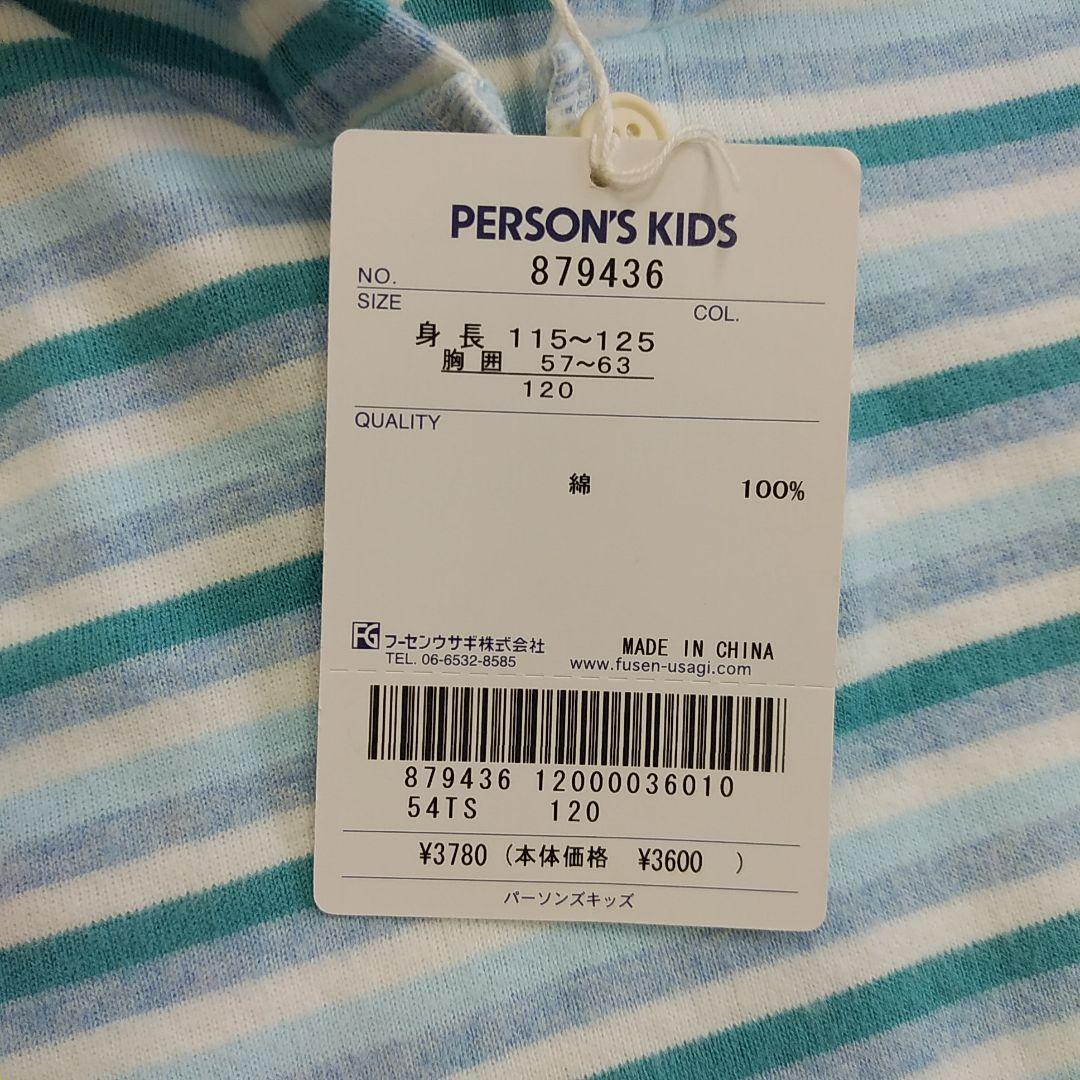 PERSON'S KIDS
NO. 879436
SIZE COL.
身長 115～125
胸囲 57～63
120
QUALITY
綿 100%
FG フーセンウサギ株式会社 MADE IN CHINA
TEL. 06-6532-8585 www.fusen-usagi.com
879436 12000036010
54TS 120
¥3780 (本体価格 ¥3600 )
パーソンズキッズ